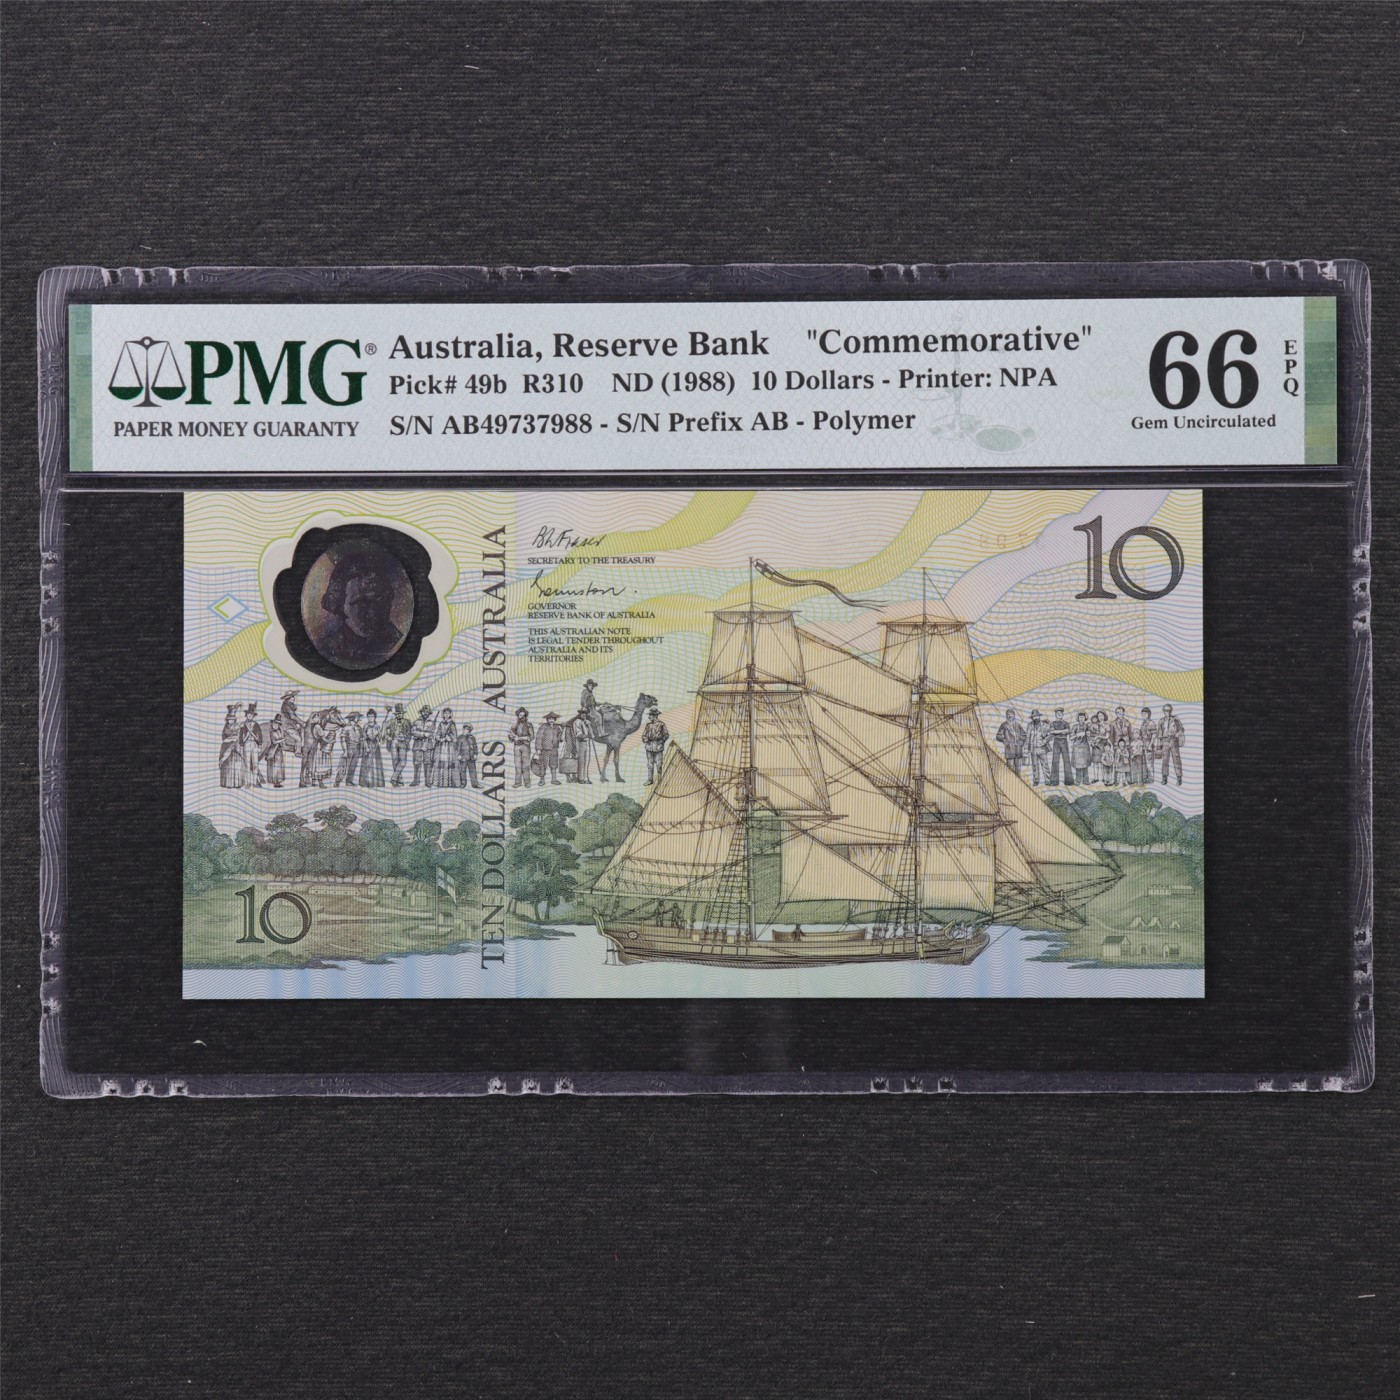 PMG®
PAPER MONEY GUARANTY
Australia, Reserve Bank "Commemorative"
Pick# 49b R310 ND (1988) 10 Dollars - Printer: NPA
S/N AB49737988 - S/N Prefix AB - Polymer
66
EPQ
Gem Uncirculated
BWFraser
SECRETARY TO THE TREASURY
GOVERNOR
RESERVE BANK OF AUSTRALIA
THIS AUSTRALIAN NOTE
IS LEGAL TENDER THROUGHOUT
AUSTRALIA AND ITS
TERRITORIES
TEN DOLLARS AUSTRALIA
10
10